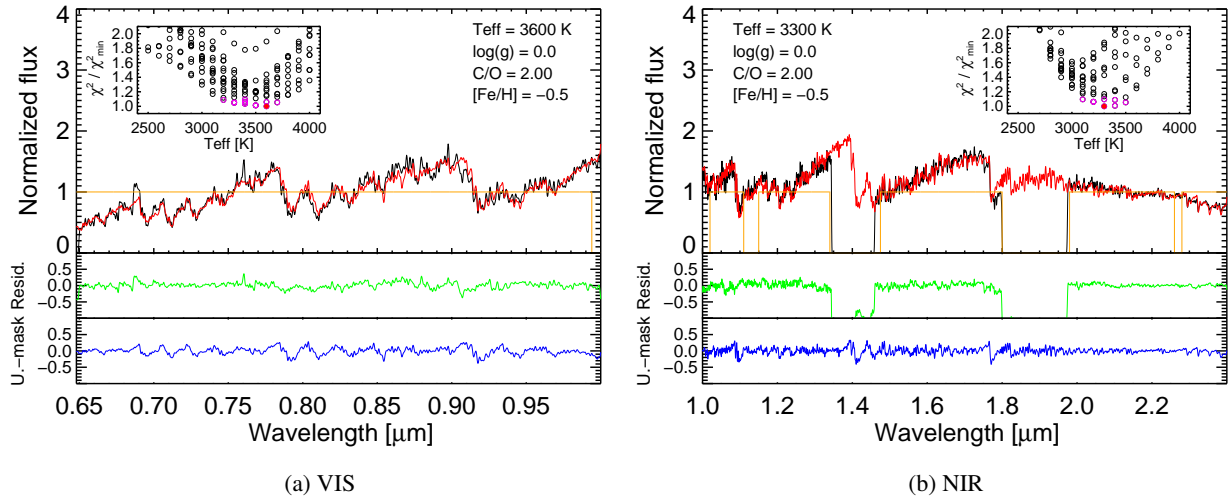 4
3
2
1
0
Normalized flux
2.0
1.8
1.6
1.4
1.2
1.0
χ² / χ²min
2500 3000 3500 4000
Teff [K]
Teff = 3600 K
log(g) = 0.0
C/O = 2.00
[Fe/H] = −0.5
0.5
0.0
−0.5
Resid.
0.5
0.0
−0.5
U.−mask
0.65 0.70 0.75 0.80 0.85 0.90 0.95
Wavelength [μm]
(a) VIS
4
3
2
1
0
Normalized flux
Teff = 3300 K
log(g) = 0.0
C/O = 2.00
[Fe/H] = −0.5
2.0
1.8
1.6
1.4
1.2
1.0
χ² / χ²min
2500 3000 3500 4000
Teff [K]
0.5
0.0
−0.5
Resid.
0.5
0.0
−0.5
U.−mask
1.0 1.2 1.4 1.6 1.8 2.0 2.2
Wavelength [μm]
(b) NIR